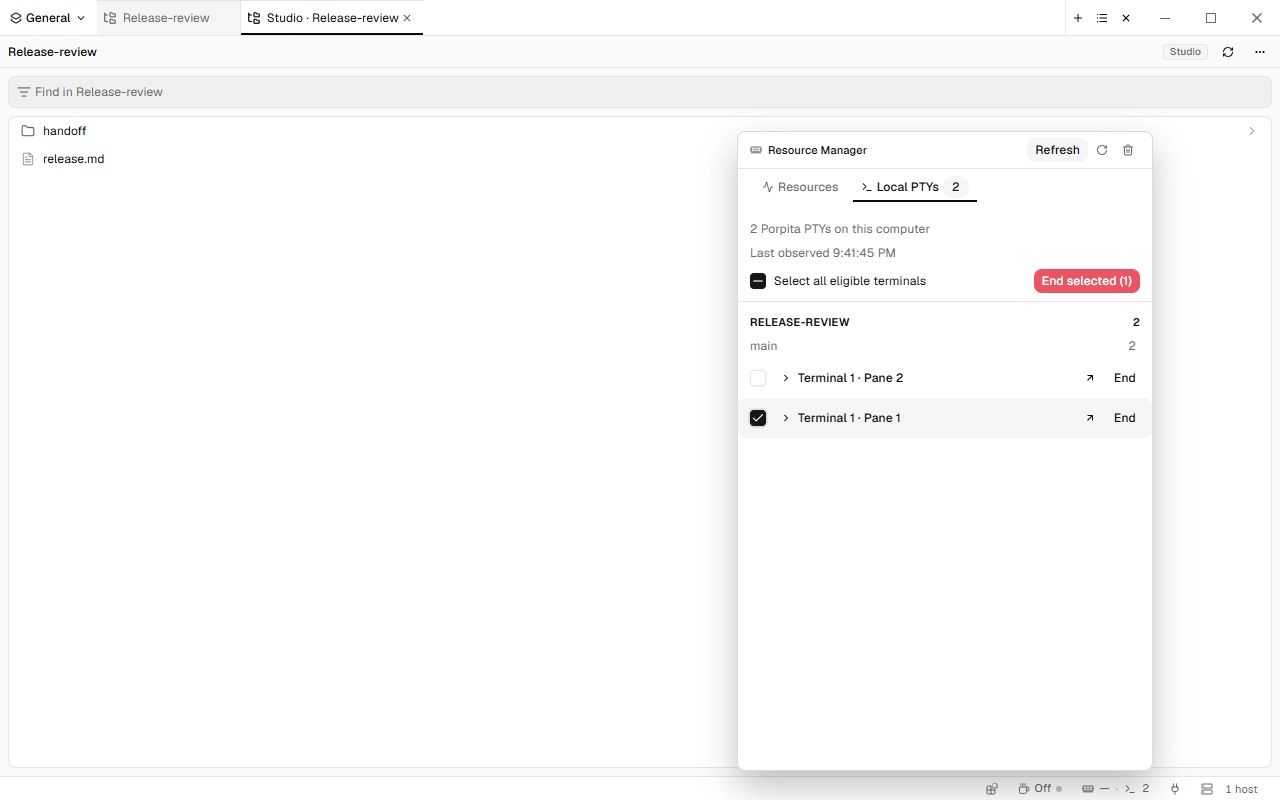 General
Release-review
Studio · Release-review
Release-review
Studio
Find in Release-review
handoff
release.md
Resource Manager
Refresh
Resources
Local PTYs 2
2 Porpita PTYs on this computer
Last observed 9:41:45 PM
Select all eligible terminals
End selected (1)
RELEASE-REVIEW 2
main 2
Terminal 1 · Pane 2 End
Terminal 1 · Pane 1 End
Off — · 2 1 host